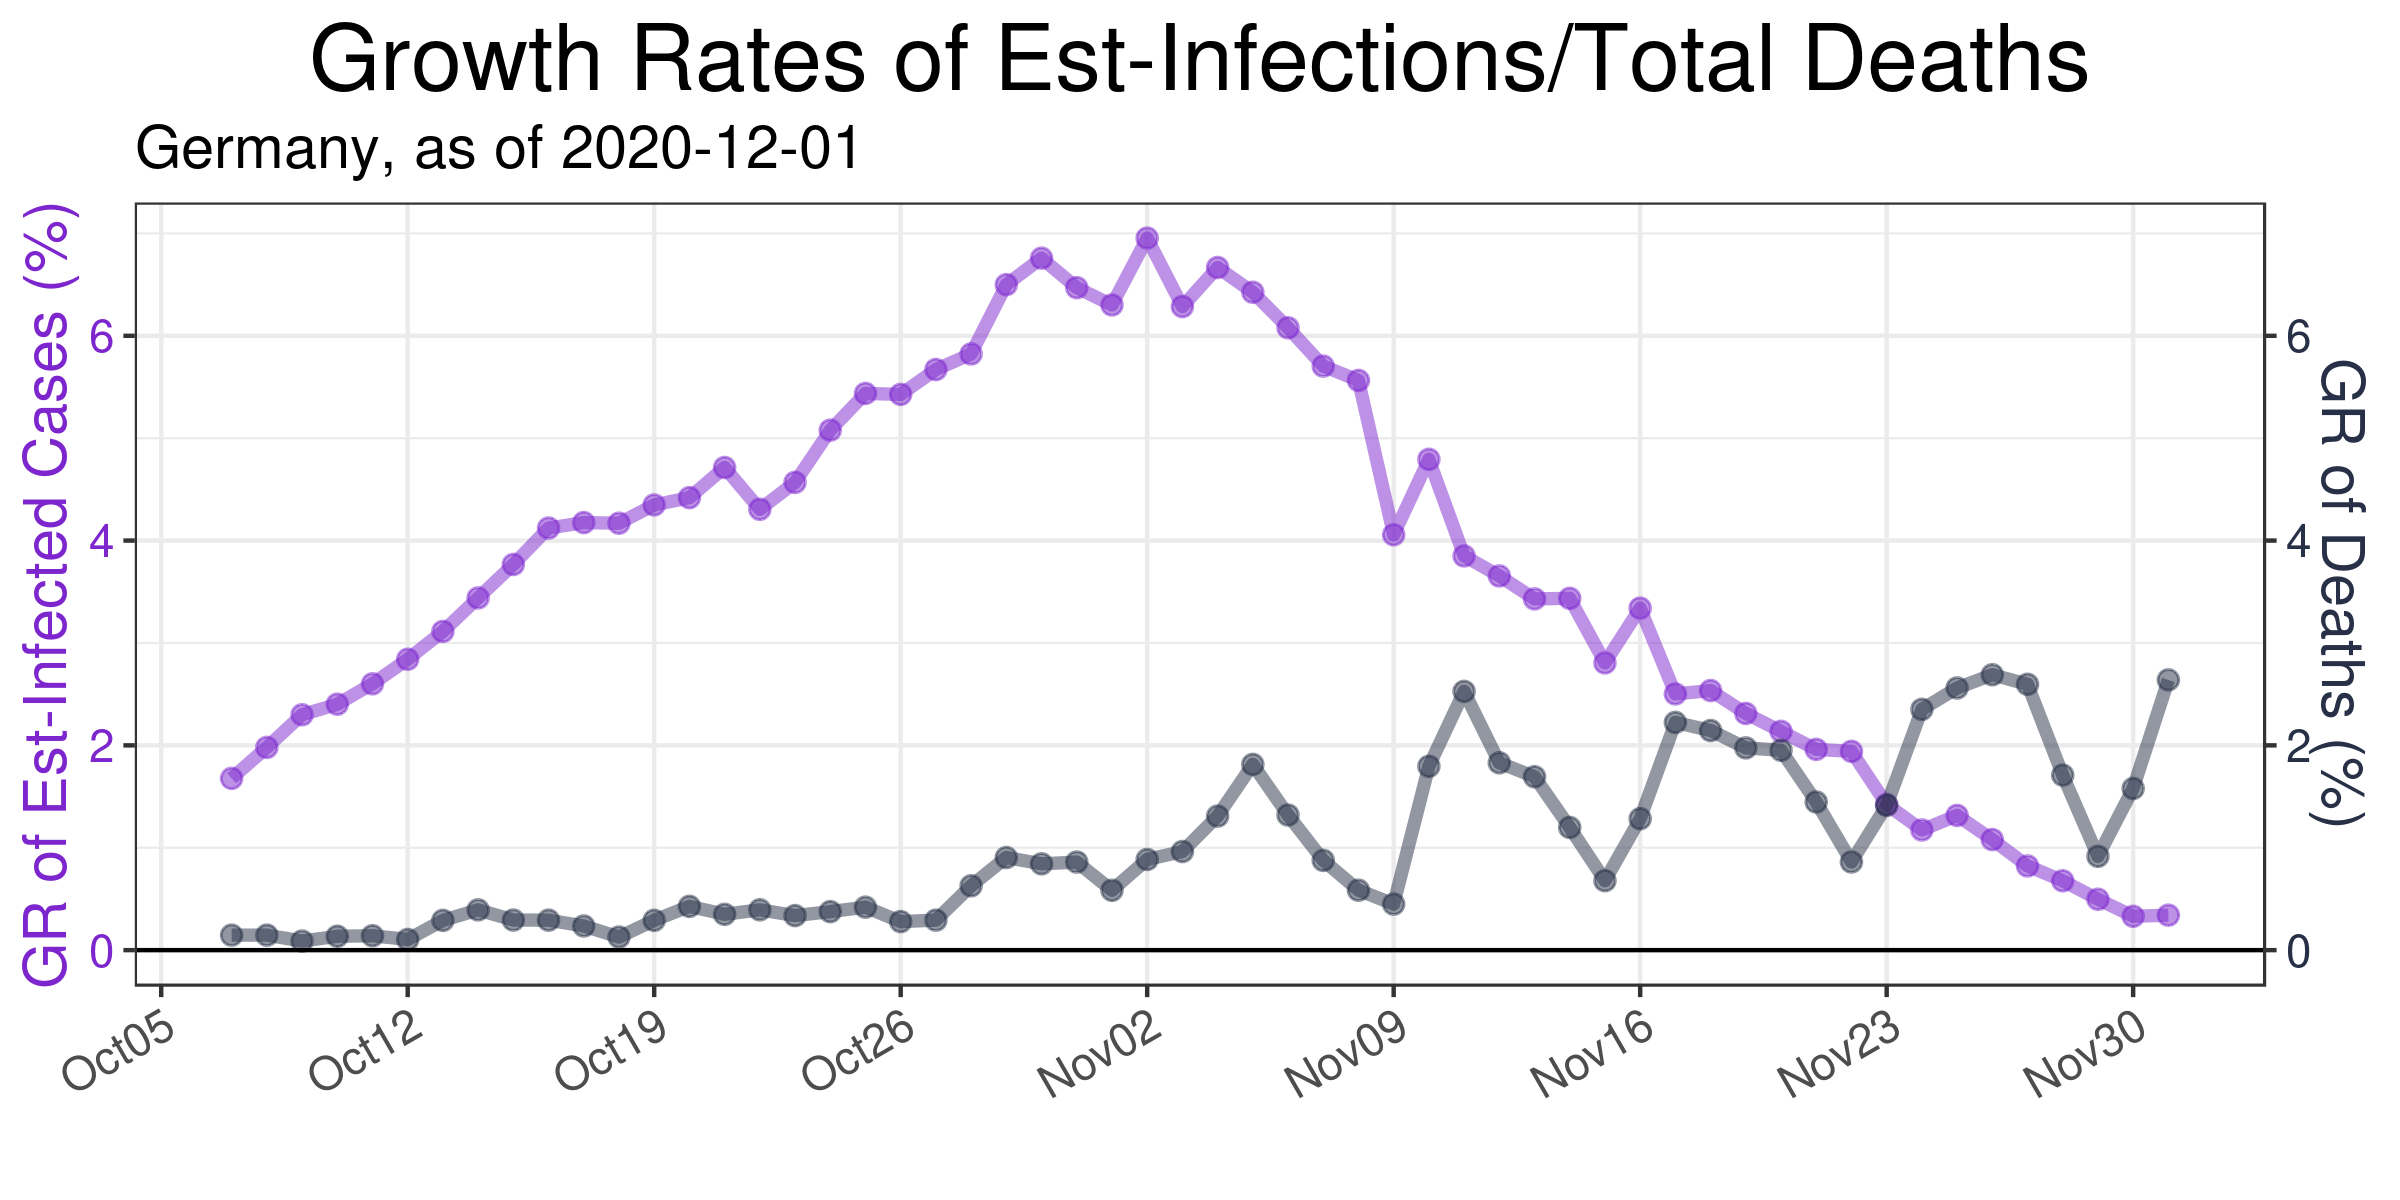 Growth Rates of Est-Infections/Total Deaths
Germany, as of 2020-12-01
GR of Est-Infected Cases (%)
6
4
2
0
6
4
2
0
GR of Deaths (%)
Oct05
Oct12
Oct19
Oct26
Nov02
Nov09
Nov16
Nov23
Nov30